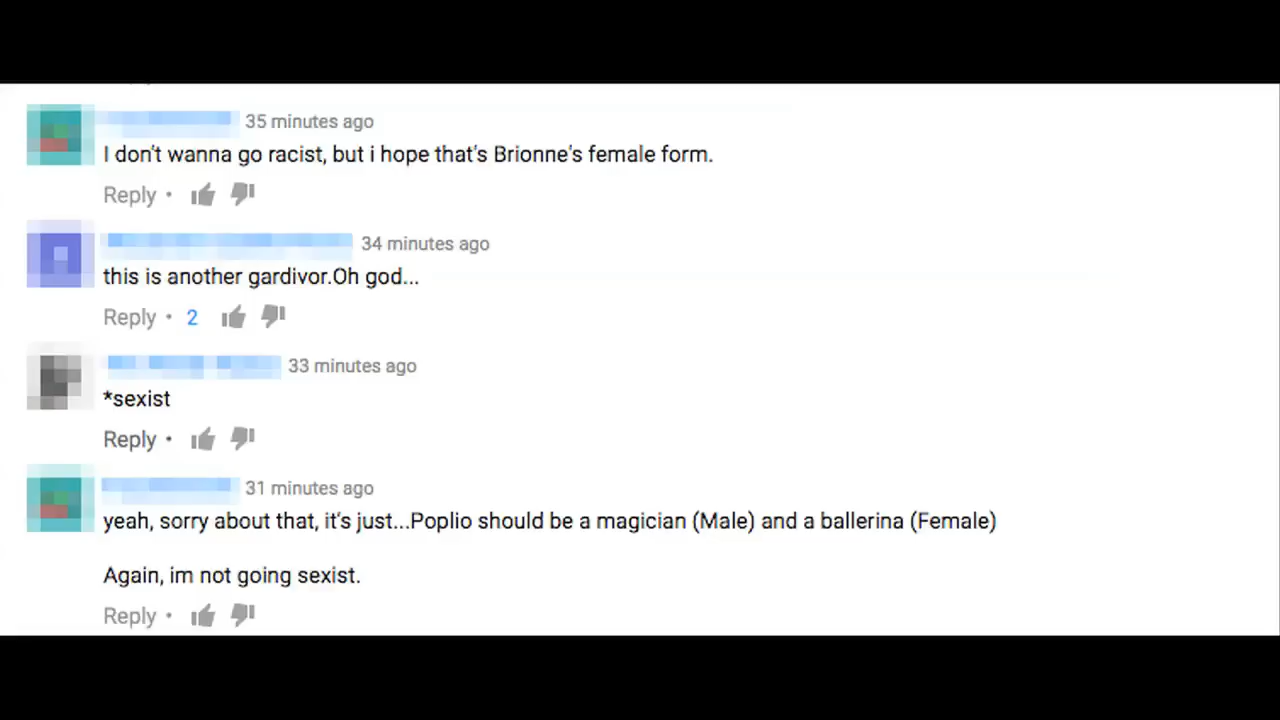 35 minutes ago
I don't wanna go racist, but i hope that's Brionne's female form.
Reply •
34 minutes ago
this is another gardivor.Oh god...
Reply • 2
33 minutes ago
*sexist
Reply •
31 minutes ago
yeah, sorry about that, it's just...Poplio should be a magician (Male) and a ballerina (Female)
Again, im not going sexist.
Reply •